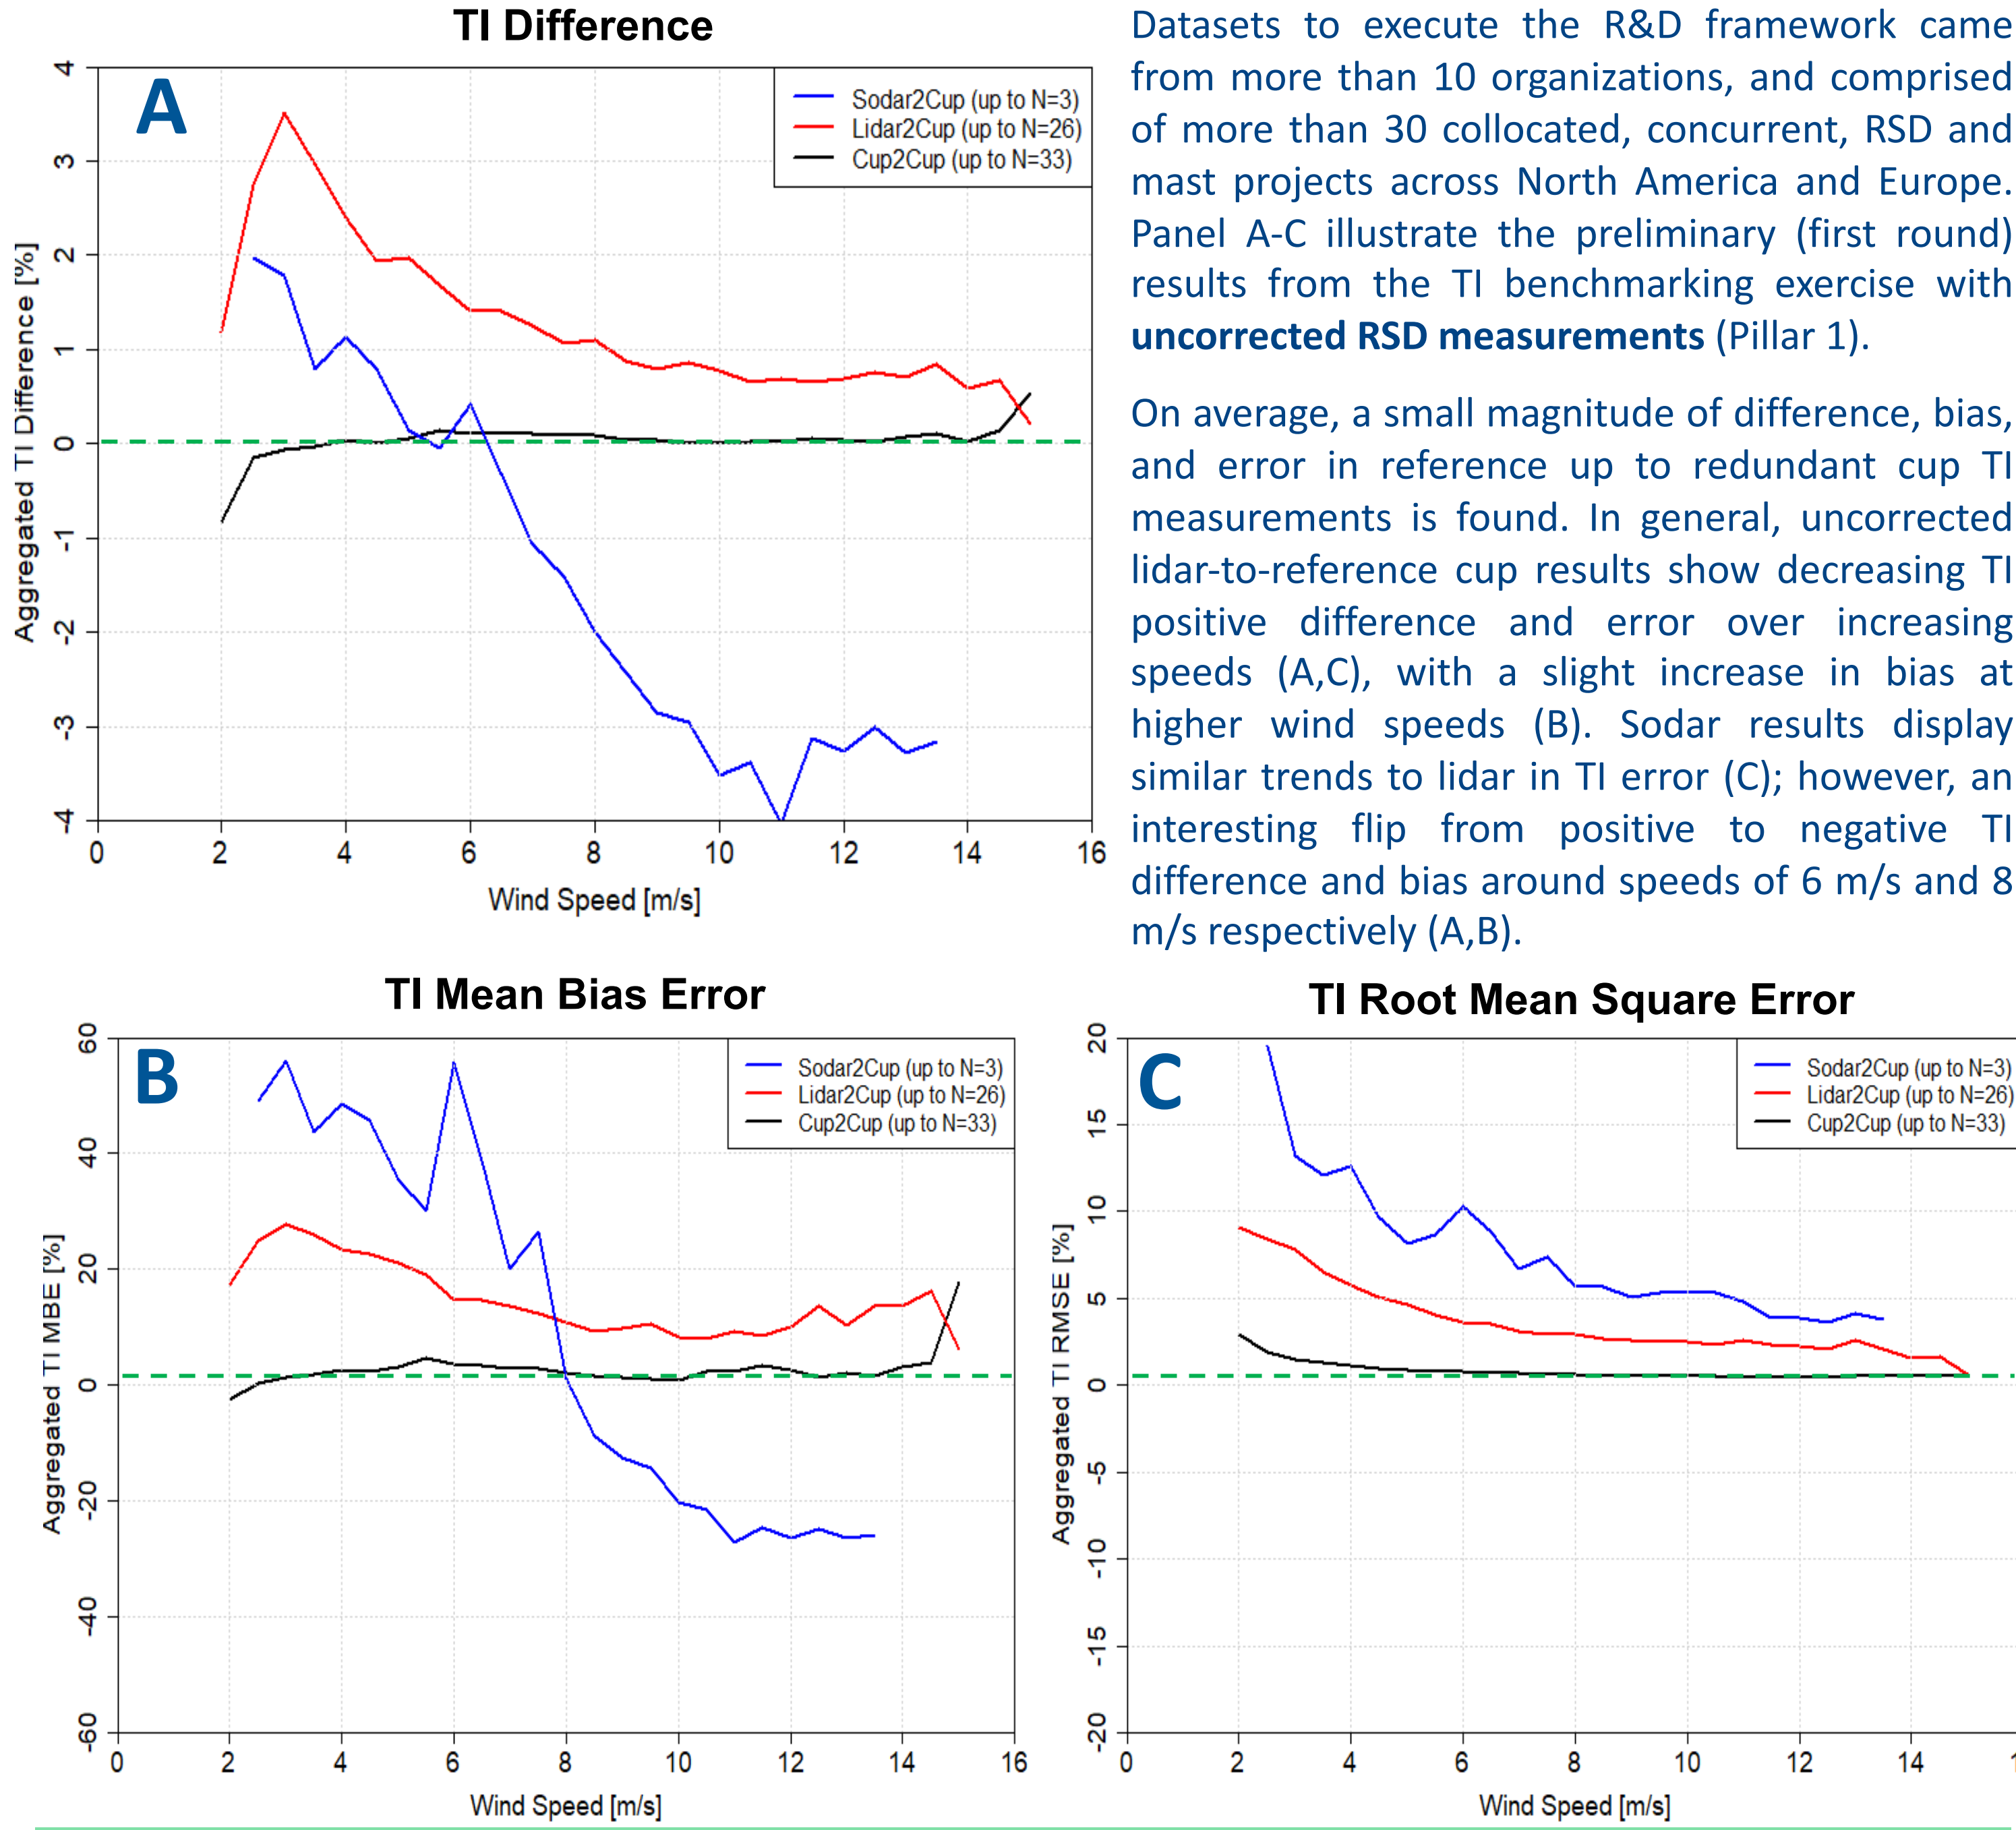 TI Difference
A
Sodar2Cup (up to N=3)
Lidar2Cup (up to N=26)
Cup2Cup (up to N=33)
Aggregated TI Difference [%]
4
3
2
1
0
-1
-2
-3
-4
0 2 4 6 8 10 12 14 16
Wind Speed [m/s]
Datasets to execute the R&D framework came
from more than 10 organizations, and comprised
of more than 30 collocated, concurrent, RSD and
mast projects across North America and Europe.
Panel A-C illustrate the preliminary (first round)
results from the TI benchmarking exercise with
uncorrected RSD measurements (Pillar 1).
On average, a small magnitude of difference, bias,
and error in reference up to redundant cup TI
measurements is found. In general, uncorrected
lidar-to-reference cup results show decreasing TI
positive difference and error over increasing
speeds (A,C), with a slight increase in bias at
higher wind speeds (B). Sodar results display
similar trends to lidar in TI error (C); however, an
interesting flip from positive to negative TI
difference and bias around speeds of 6 m/s and 8
m/s respectively (A,B).
TI Mean Bias Error
B
Sodar2Cup (up to N=3)
Lidar2Cup (up to N=26)
Cup2Cup (up to N=33)
Aggregated TI MBE [%]
60
40
20
0
-20
-40
-60
0 2 4 6 8 10 12 14 16
Wind Speed [m/s]
TI Root Mean Square Error
C
Sodar2Cup (up to N=3)
Lidar2Cup (up to N=26)
Cup2Cup (up to N=33)
Aggregated TI RMSE [%]
20
15
10
5
0
-5
-10
-15
-20
0 2 4 6 8 10 12 14
Wind Speed [m/s]